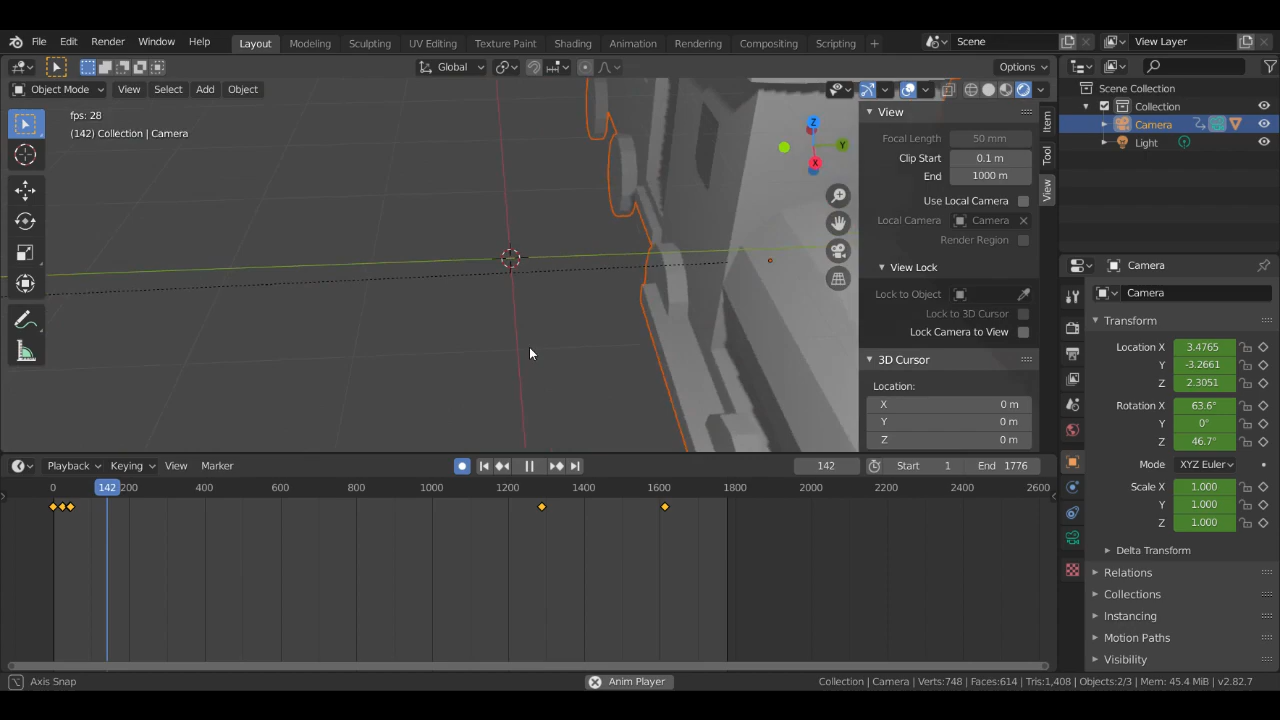 File Edit Render Window Help Layout Modeling Sculpting UV Editing Texture Paint Shading Animation Rendering Compositing Scripting + Scene View Layer
Global Options
Object Mode View Select Add Object
Scene Collection
Collection
Camera
Light
fps: 28
(142) Collection | Camera
Z
Y
X
View
Focal Length 50 mm
Clip Start 0.1 m
End 1000 m
Use Local Camera
Local Camera Camera
Render Region
View Lock
Lock to Object
Lock to 3D Cursor
Lock Camera to View
3D Cursor
Location:
X 0 m
Y 0 m
Z 0 m
Item
Tool
View
Camera
Camera
Transform
Location X 3.4765
Y -3.2661
Z 2.3051
Rotation X 63.6°
Y 0°
Z 46.7°
Mode XYZ Euler
Scale X 1.000
Y 1.000
Z 1.000
Delta Transform
Relations
Collections
Instancing
Motion Paths
Visibility
Playback Keying View Marker 142 Start 1 End 1776
0 142 200 400 600 800 1000 1200 1400 1600 1800 2000 2200 2400 2600
Axis Snap Anim Player Collection | Camera | Verts:748 | Faces:614 | Tris:1,408 | Objects:2/3 | Mem: 45.4 MiB | v2.82.7